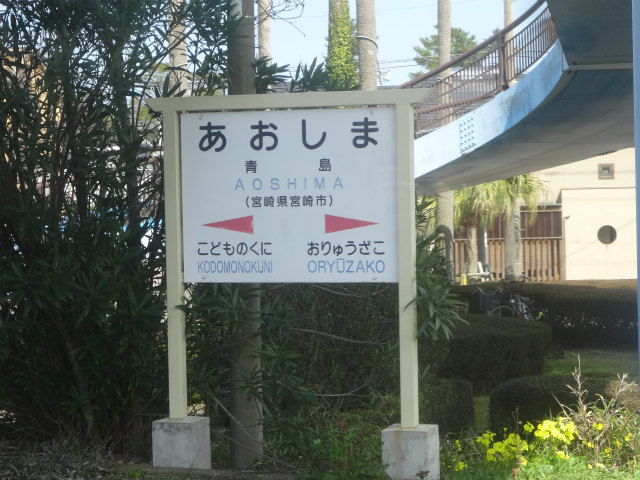 あおしま
青島
AOSHIMA
(宮崎県宮崎市)
こどものくに おりゅうざこ
KODOMONOKUNI ORYŪZAKO